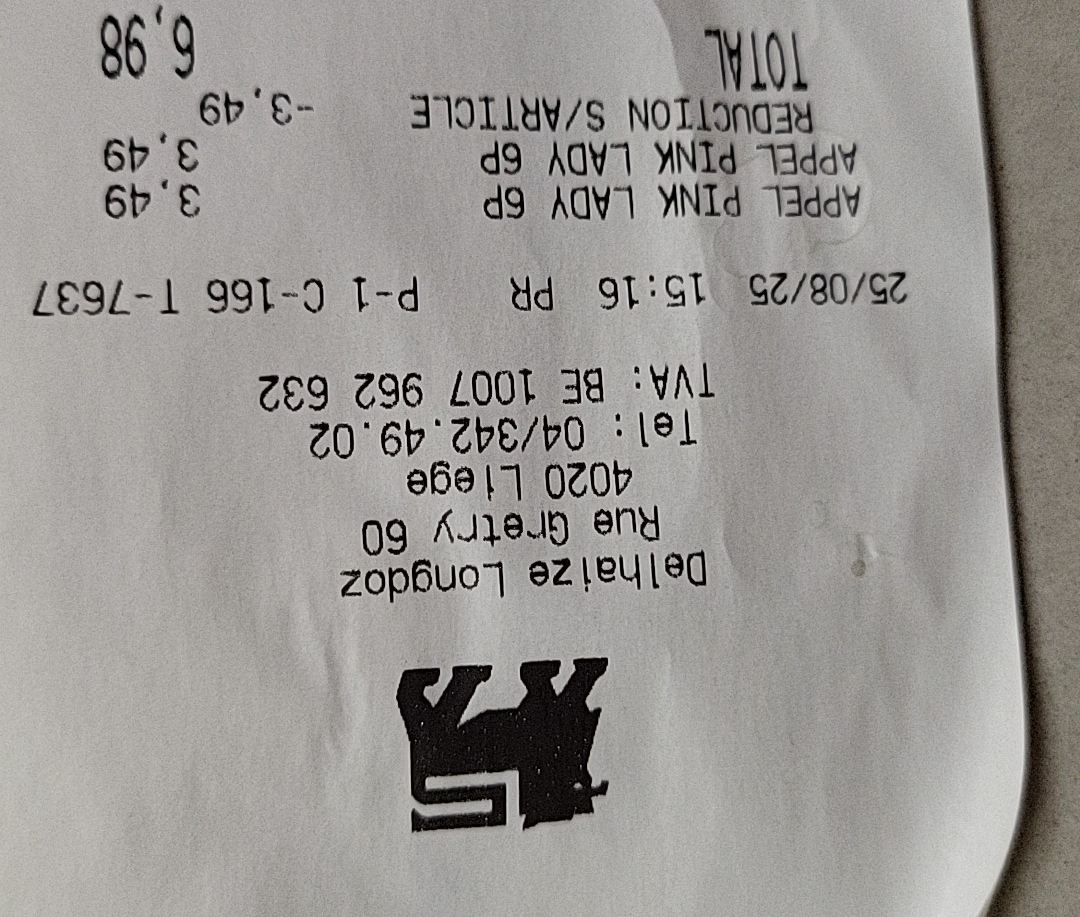 Delhaize Longdoz
Rue Gretry 60
4020 Liege
Tel: 04/342.49.02
TVA: BE 1007 962 632
25/08/25 15:16 PR P-1 C-166 T-7637
APPEL PINK LADY 6P 3,49
APPEL PINK LADY 6P 3,49
REDUCTION S/ARTICLE -3,49
TOTAL 6,98